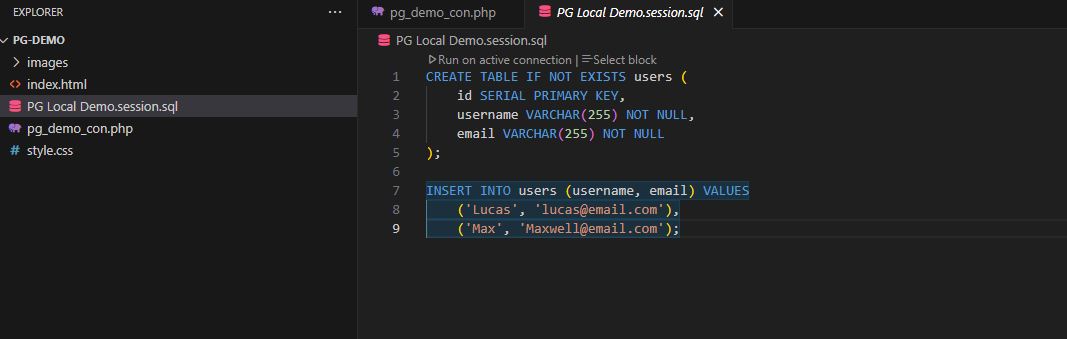 EXPLORER
...
PG-DEMO
images
index.html
PG Local Demo.session.sql
pg_demo_con.php
style.css
pg_demo_con.php
PG Local Demo.session.sql
PG Local Demo.session.sql
Run on active connection | Select block
1 CREATE TABLE IF NOT EXISTS users (
2 id SERIAL PRIMARY KEY,
3 username VARCHAR(255) NOT NULL,
4 email VARCHAR(255) NOT NULL
5 );
6
7 INSERT INTO users (username, email) VALUES
8 ('Lucas', 'lucas@email.com'),
9 ('Max', 'Maxwell@email.com');